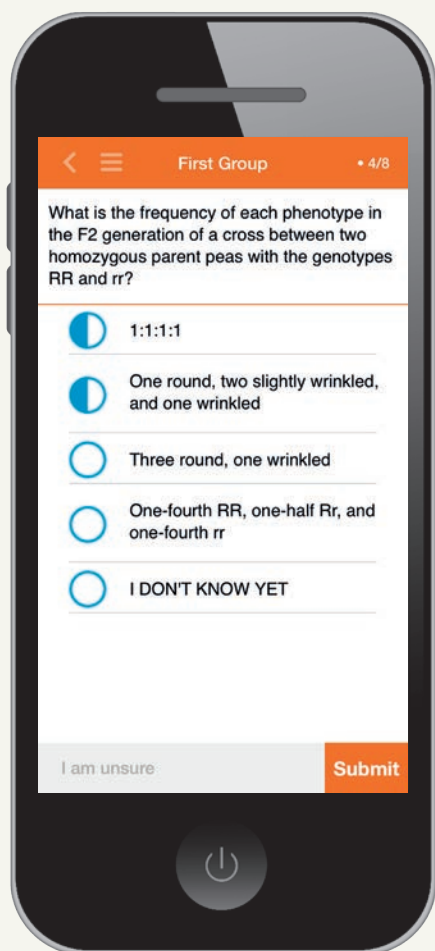 First Group
• 4/8
What is the frequency of each phenotype in
the F2 generation of a cross between two
homozygous parent peas with the genotypes
RR and rr?
1:1:1:1
One round, two slightly wrinkled,
and one wrinkled
Three round, one wrinkled
One-fourth RR, one-half Rr, and
one-fourth rr
I DON'T KNOW YET
I am unsure
Submit